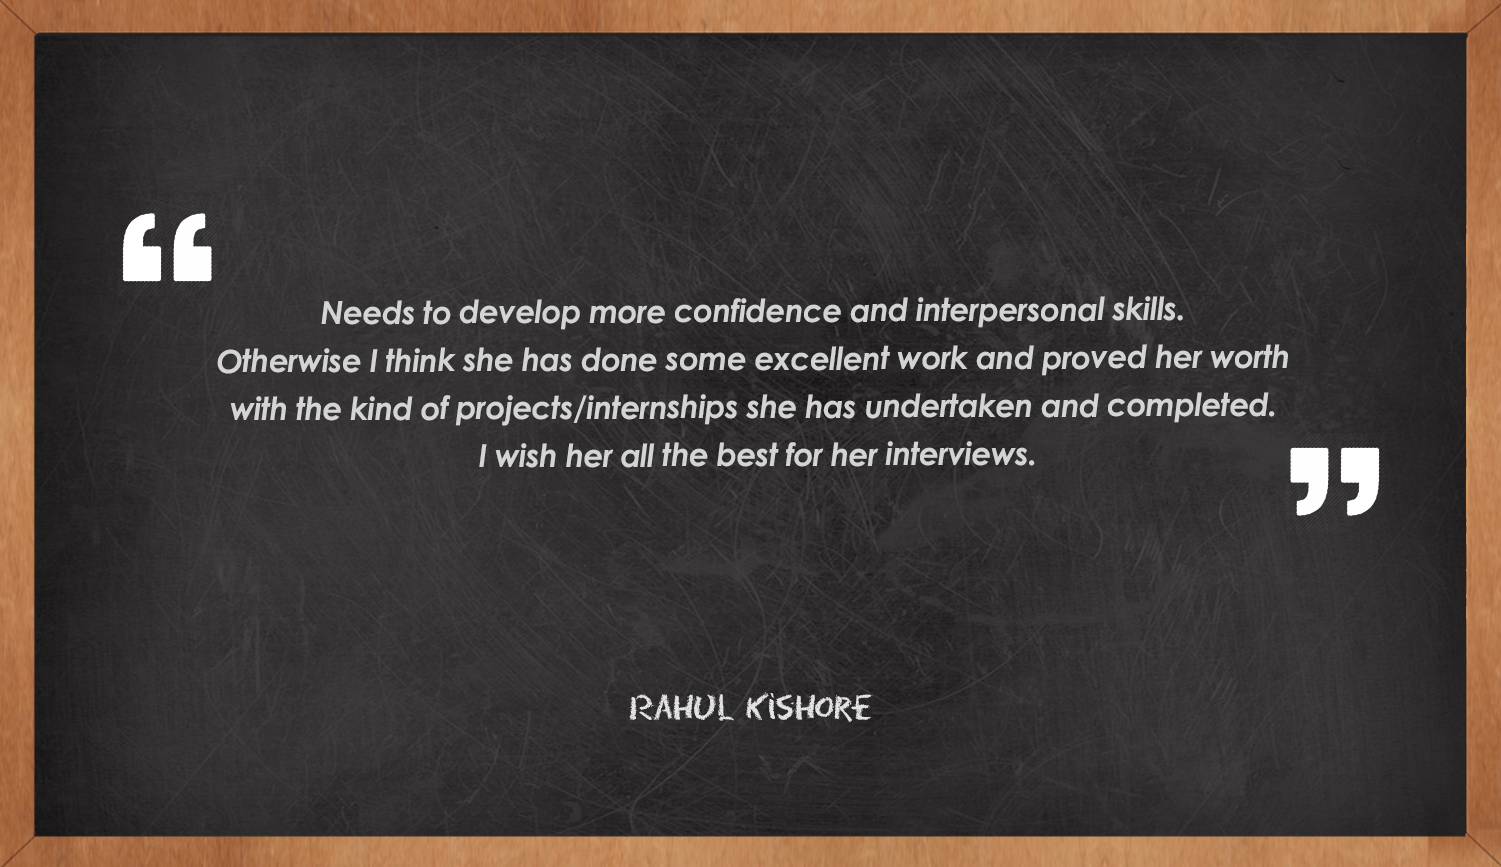 “
Needs to develop more confidence and interpersonal skills.
Otherwise I think she has done some excellent work and proved her worth
with the kind of projects/internships she has undertaken and completed.
I wish her all the best for her interviews.
”
RAHUL KISHORE